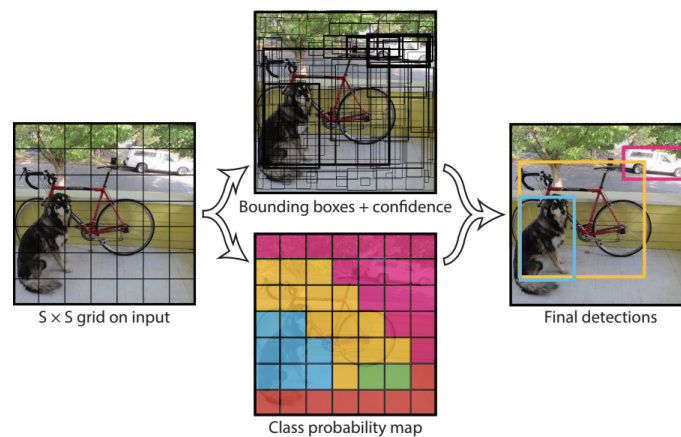 Bounding boxes + confidence
S × S grid on input
Final detections
Class probability map